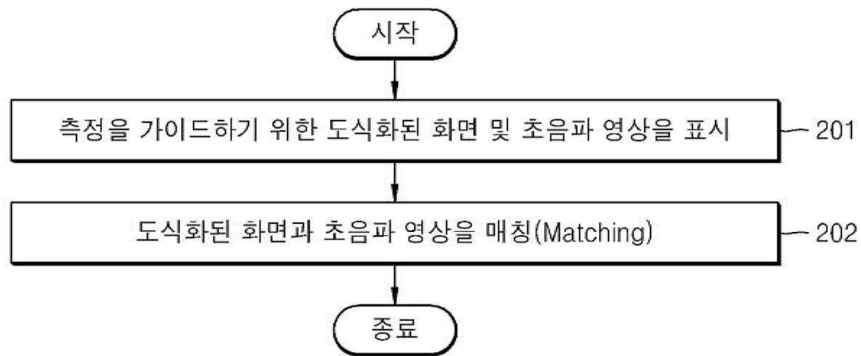 시작
측정을 가이드하기 위한 도식화된 화면 및 초음파 영상을 표시
201
도식화된 화면과 초음파 영상을 매칭(Matching)
202
종료